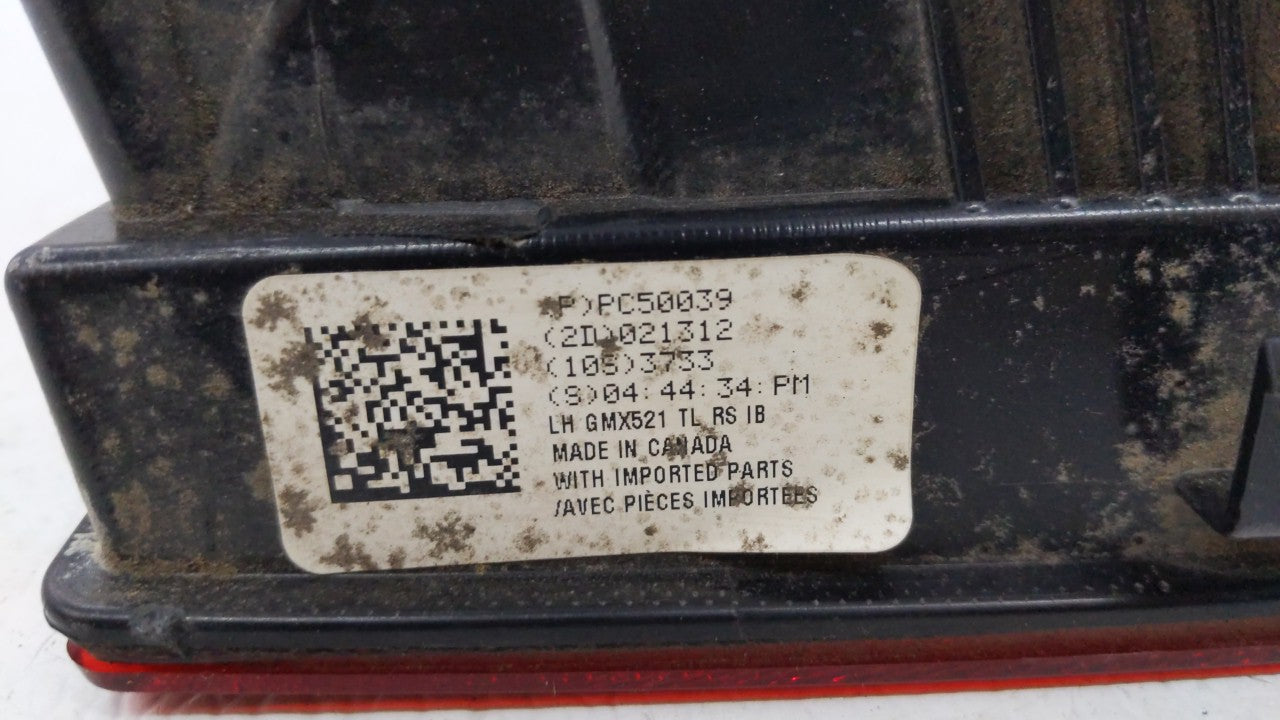 (P)PC50039
(2D)021312
(10S)3733
(S)04:44:34:PM
LH GMX521 TL RS IB
MADE IN CANADA
WITH IMPORTED PARTS
/AVEC PIÈCES IMPORTÉES